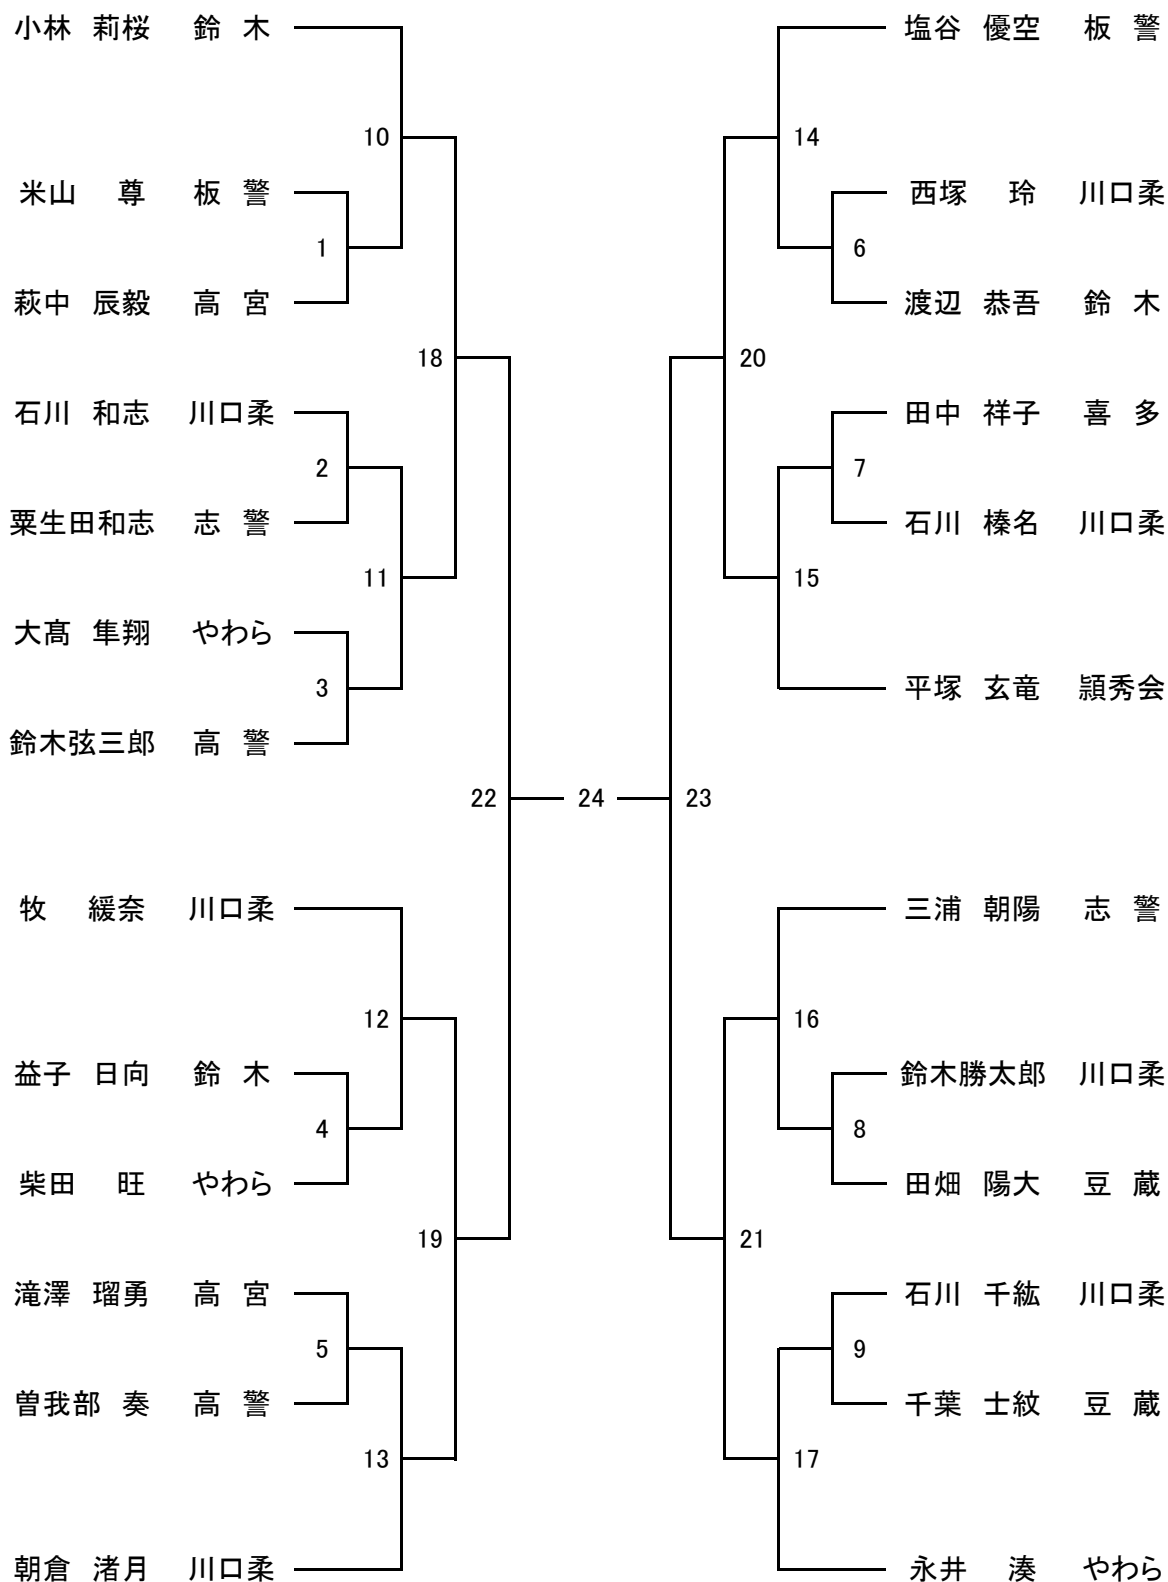 小林 莉桜 鈴 木
10
米山 尊 板 警
1
萩中 辰毅 高 宮
18
石川 和志 川口柔
2
粟生田和志 志 警
11
大髙 隼翔 やわら
3
鈴木弦三郎 高 警
22
牧 緩奈 川口柔
12
益子 日向 鈴 木
4
柴田 旺 やわら
19
滝澤 瑠勇 高 宮
5
曽我部 奏 高 警
13
朝倉 渚月 川口柔
24
塩谷 優空 板 警
14
西塚 玲 川口柔
6
渡辺 恭吾 鈴 木
20
田中 祥子 喜 多
7
石川 榛名 川口柔
15
平塚 玄竜 頴秀会
23
三浦 朝陽 志 警
16
鈴木勝太郎 川口柔
8
田畑 陽大 豆 蔵
21
石川 千紘 川口柔
9
千葉 士紋 豆 蔵
17
永井 湊 やわら